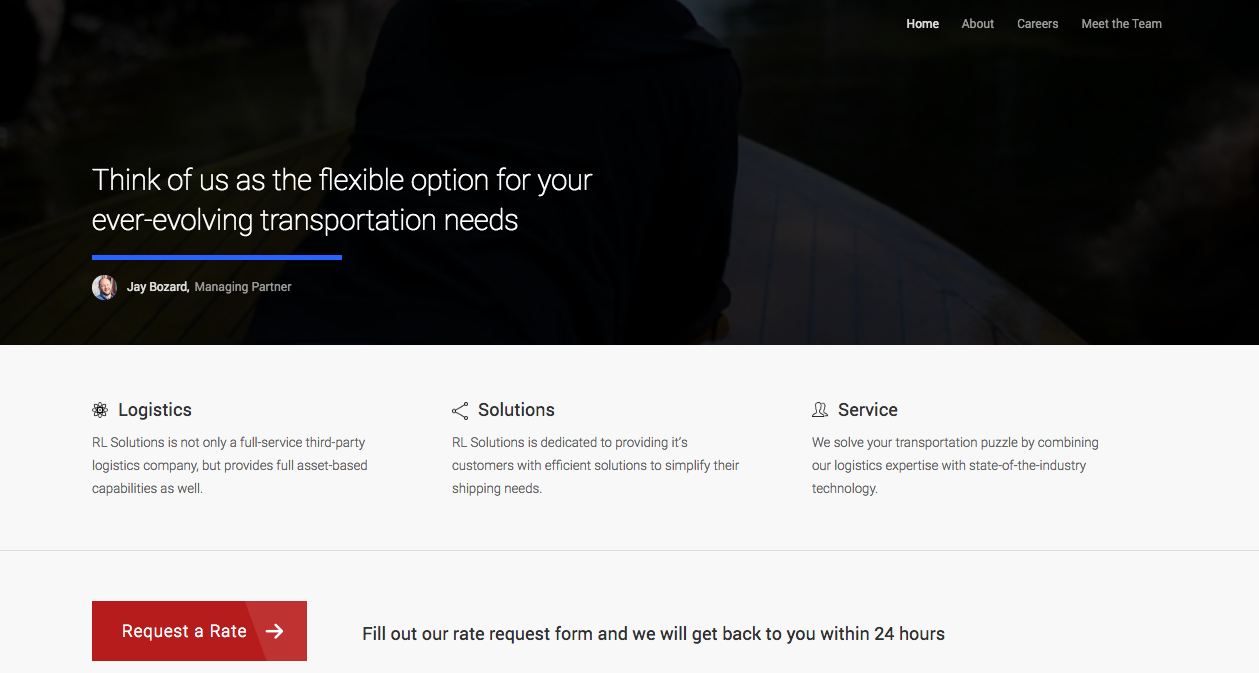 Home About Careers Meet the Team
Think of us as the flexible option for your
ever-evolving transportation needs
Jay Bozard, Managing Partner
Logistics
RL Solutions is not only a full-service third-party
logistics company, but provides full asset-based
capabilities as well.
Solutions
RL Solutions is dedicated to providing it's
customers with efficient solutions to simplify their
shipping needs.
Service
We solve your transportation puzzle by combining
our logistics expertise with state-of-the-industry
technology.
Request a Rate
Fill out our rate request form and we will get back to you within 24 hours